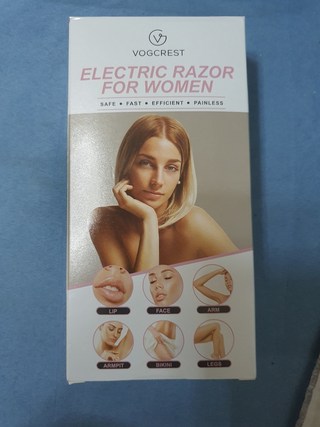 VOGCREST
ELECTRIC RAZOR
FOR WOMEN
SAFE • FAST • EFFICIENT • PAINLESS
LIP FACE ARM
ARMPIT BIKINI LEGS